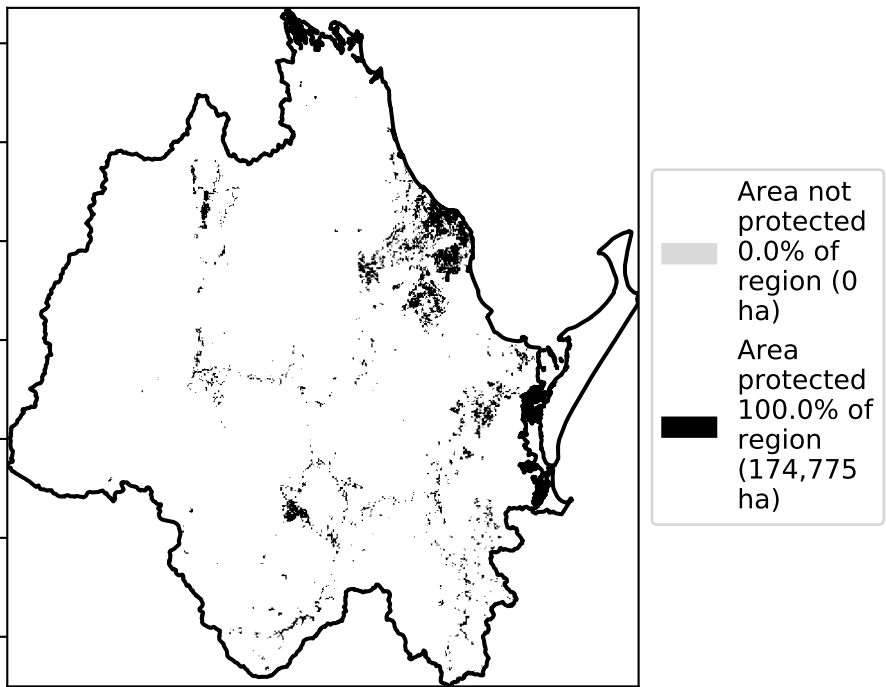 Area not
protected
0.0% of
region (0
ha)
Area
protected
100.0% of
region
(174,775
ha)